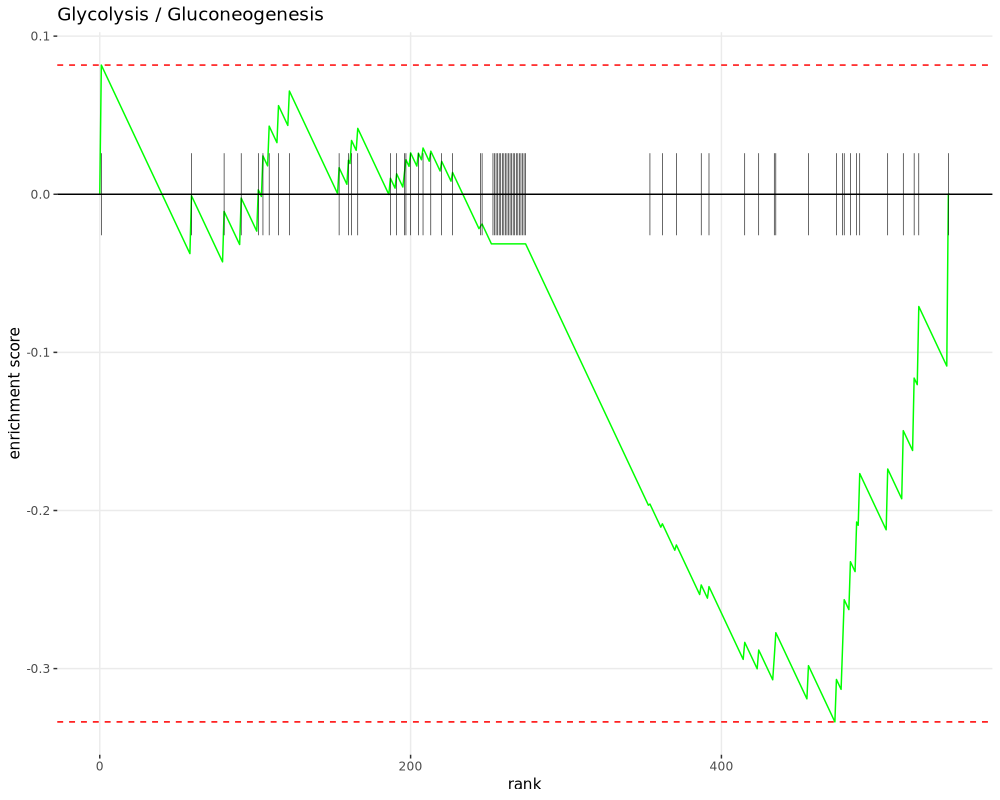 Glycolysis / Gluconeogenesis
0.1
0.0
-0.1
-0.2
-0.3
enrichment score
0
200
400
rank